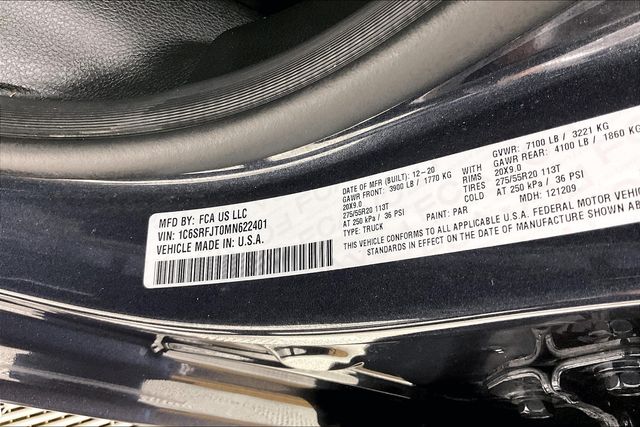 MFD BY: FCA US LLC
VIN: 1C6SRFJT0MN622401
VEHICLE MADE IN: U.S.A.
DATE OF MFR (BUILT): 12-20
GAWR FRONT: 3900 LB / 1770 KG
20X9.0
275/55R20 113T
AT 250 kPa / 36 PSI
TYPE: TRUCK
PAINT: PAR
WITH
RIMS
TIRES
COLD
GVWR: 7100 LB / 3221 KG
GAWR REAR: 4100 LB / 1860 KG
20X9.0
275/55R20 113T
AT 250 kPa / 36 PSI
MDH: 121209
THIS VEHICLE CONFORMS TO ALL APPLICABLE U.S.A. FEDERAL MOTOR VEHICLE
STANDARDS IN EFFECT ON THE DATE OF MANUFACTURE SHOWN AB